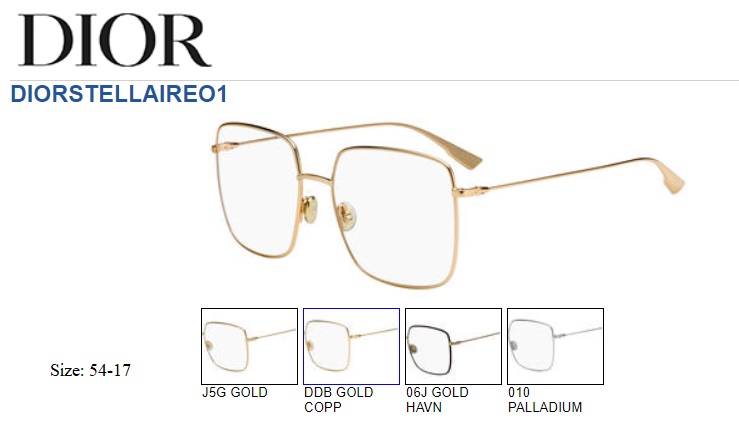 DIOR
DIORSTELLAIREO1
Size: 54-17
J5G GOLD
DDB GOLD
COPP
06J GOLD
HAVN
010
PALLADIUM